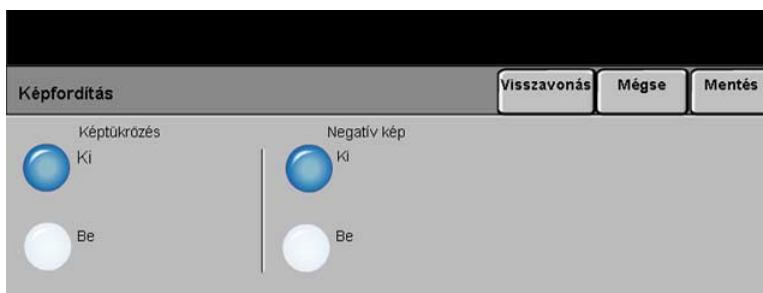 Képfordítás
Visszavonás
Mégse
Mentés
Képtükrözés
Ki
Be
Negatív kép
Ki
Be